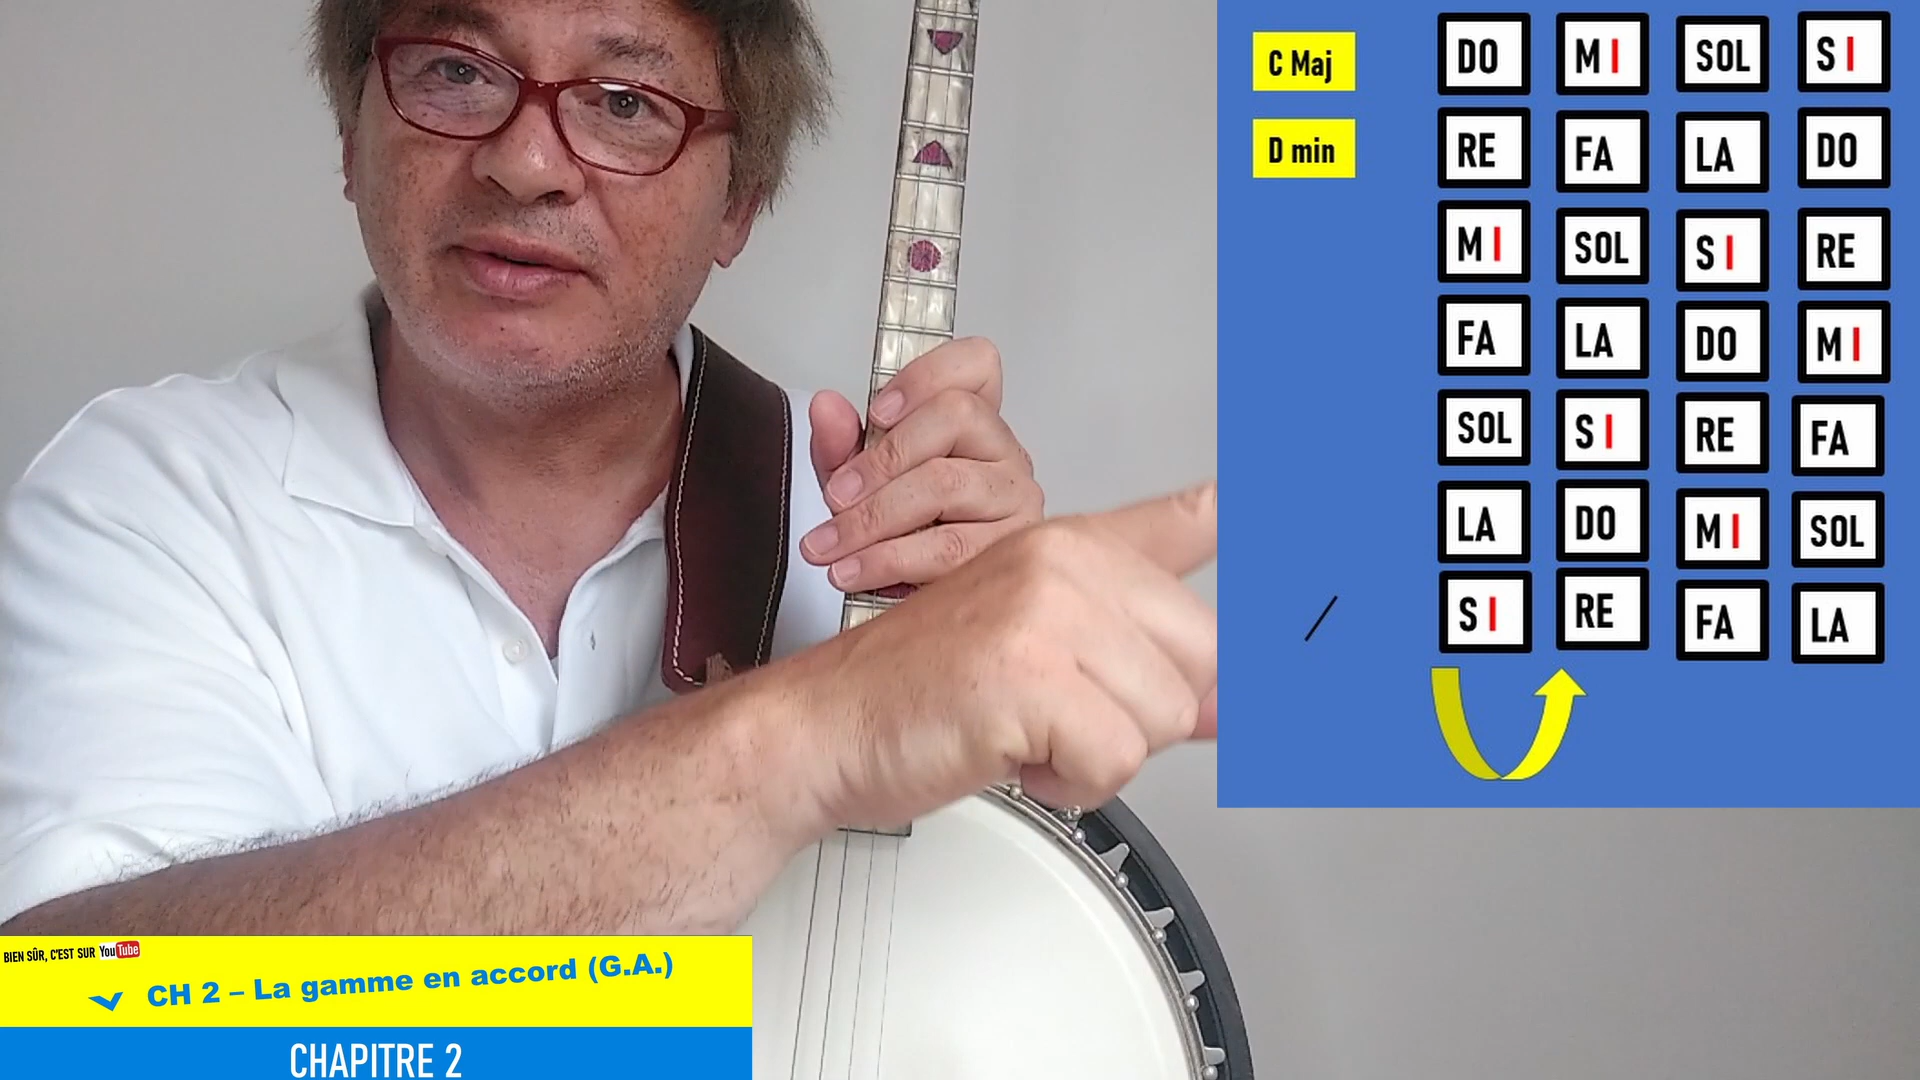 C Maj DO MI SOL SI
D min RE FA LA DO
MI SOL SI RE
FA LA DO MI
SOL SI RE FA
LA DO MI SOL
SI RE FA LA
BIEN SÛR, C'EST SUR YouTube
CH 2 – La gamme en accord (G.A.)
CHAPITRE 2